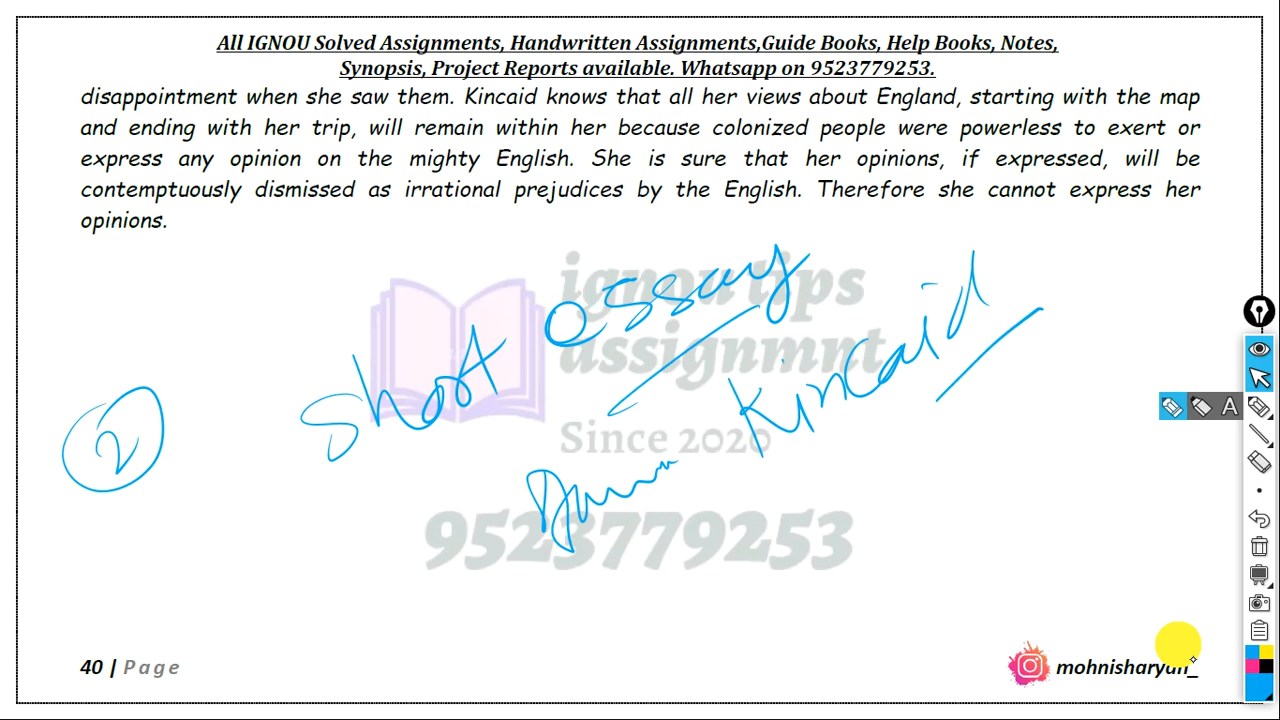 All IGNOU Solved Assignments, Handwritten Assignments,Guide Books, Help Books, Notes,
Synopsis, Project Reports available. Whatsapp on 9523779253.
disappointment when she saw them. Kincaid knows that all her views about England, starting with the map
and ending with her trip, will remain within her because colonized people were powerless to exert or
express any opinion on the mighty English. She is sure that her opinions, if expressed, will be
contemptuously dismissed as irrational prejudices by the English. Therefore she cannot express her
opinions.
ignou tips
assignmnt
Since 2020
9523779253
2 Short essay
Kincaid
40 | Page
mohnisharyan_
A